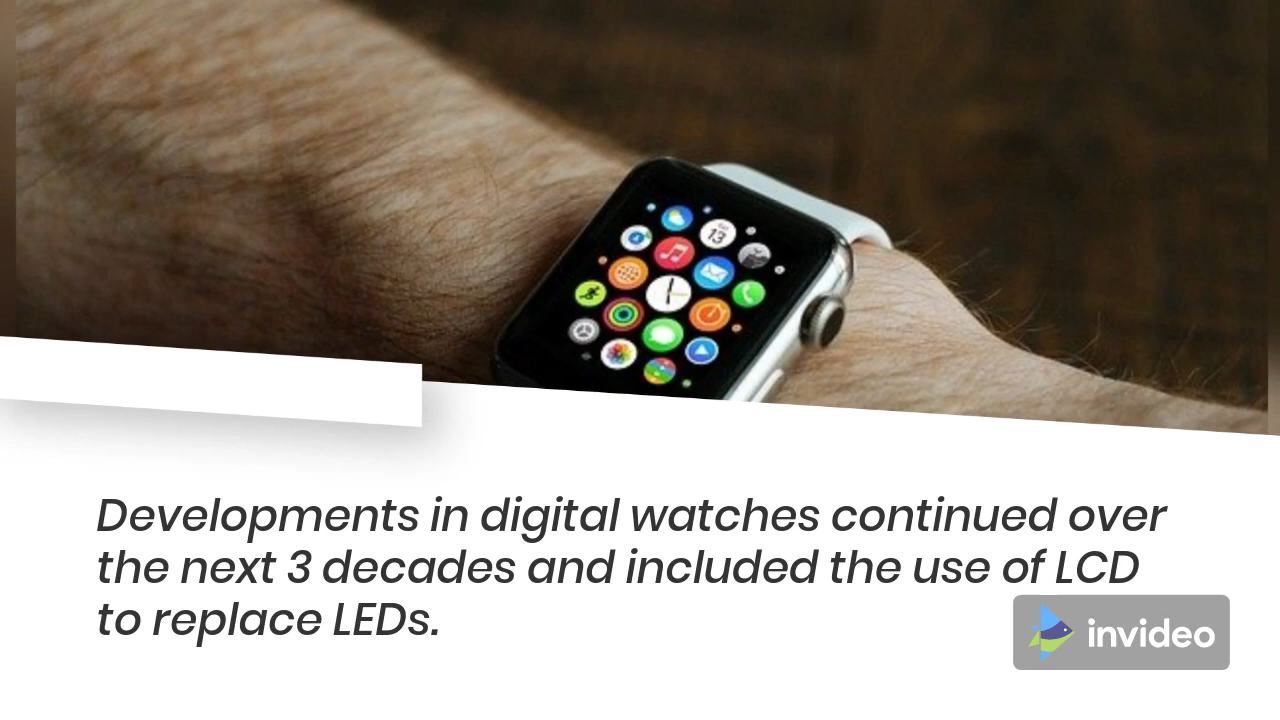 13
Developments in digital watches continued over
the next 3 decades and included the use of LCD
to replace LEDs.
invideo